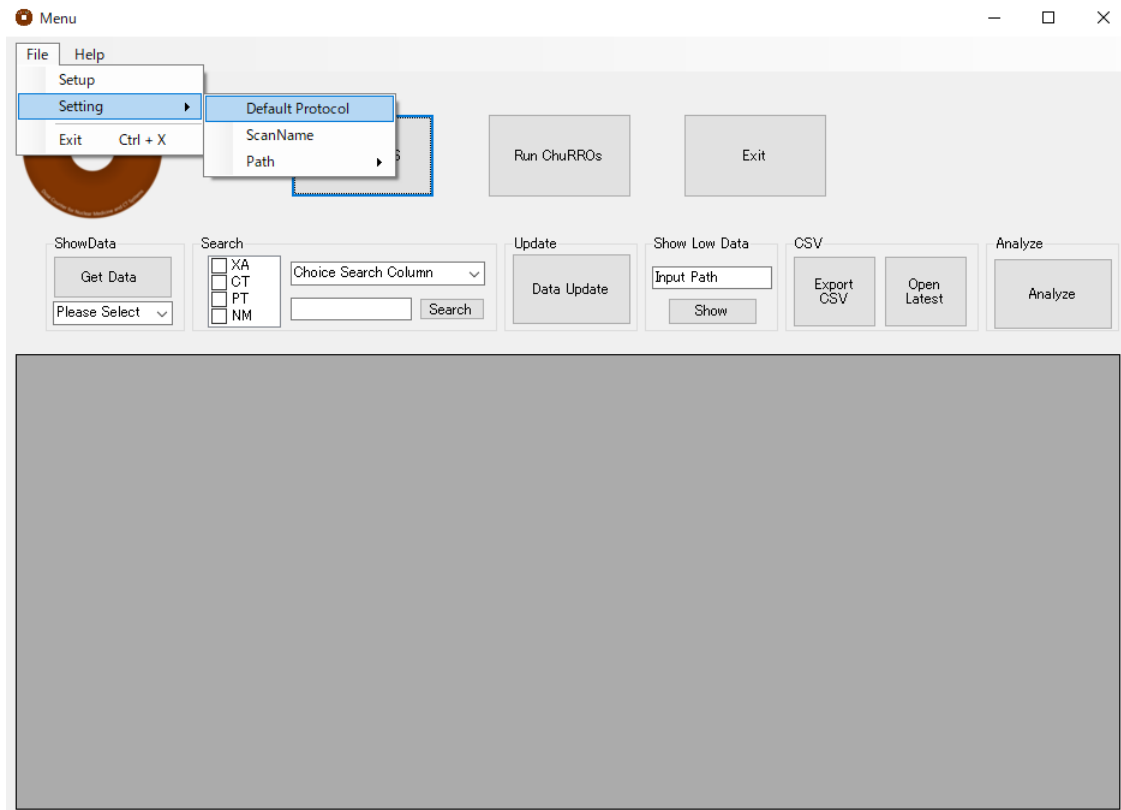 Menu
File Help
Setup
Setting
Exit Ctrl + X
Default Protocol
ScanName
Path
Run ChuRROs
Exit
ShowData
Get Data
Please Select
Search
XA
CT
PT
NM
Choice Search Column
Search
Update
Data Update
Show Low Data
Input Path
Show
CSV
Export
CSV
Open
Latest
Analyze
Analyze